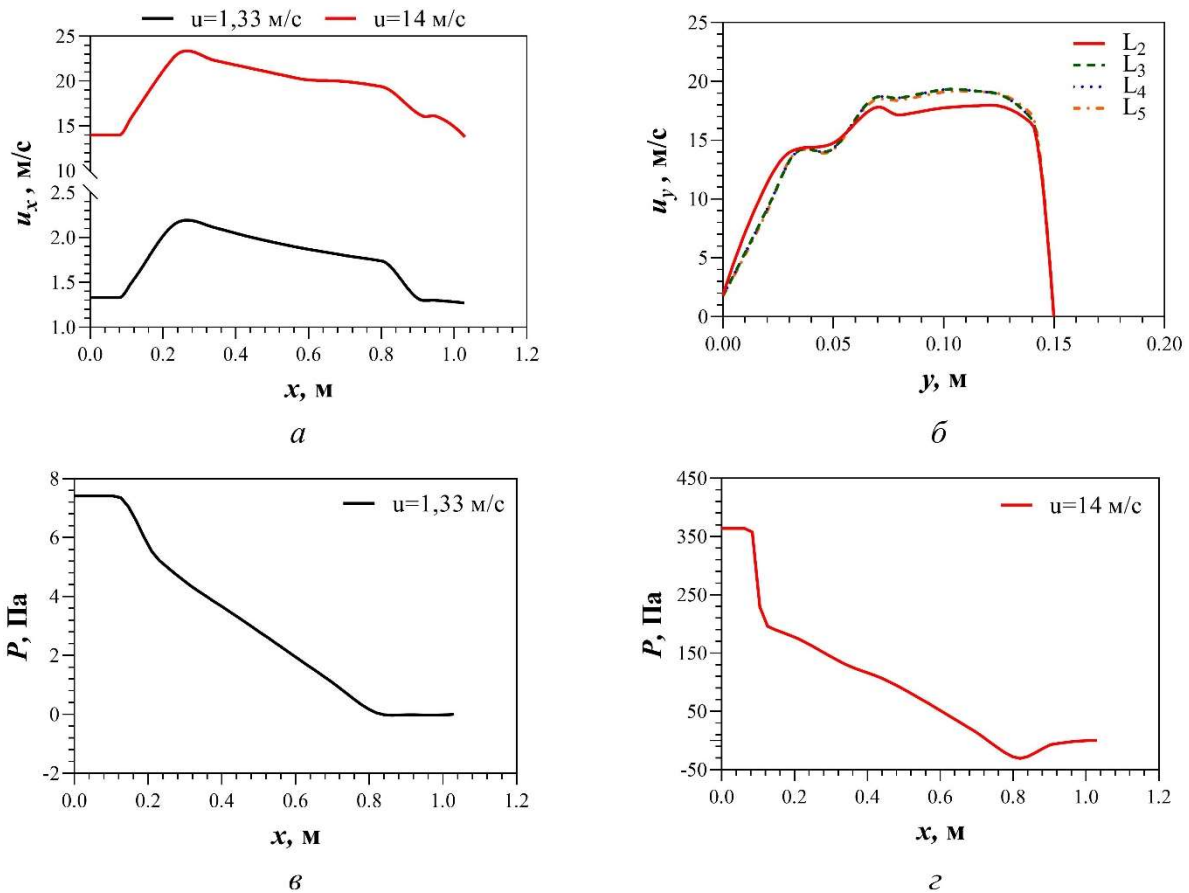 u=1,33 м/с u=14 м/с
25
20
15
10
2.5
2.0
1.5
1.0
u_x, м/с
0.0 0.2 0.4 0.6 0.8 1.0 1.2
x, м
а
L2
L3
L4
L5
25
20
15
10
5
0
u_y, м/с
0.00 0.05 0.10 0.15 0.20
y, м
б
u=1,33 м/с
8
6
4
2
0
-2
P, Па
0.0 0.2 0.4 0.6 0.8 1.0 1.2
x, м
в
u=14 м/с
450
350
250
150
50
-50
P, Па
0.0 0.2 0.4 0.6 0.8 1.0 1.2
x, м
г